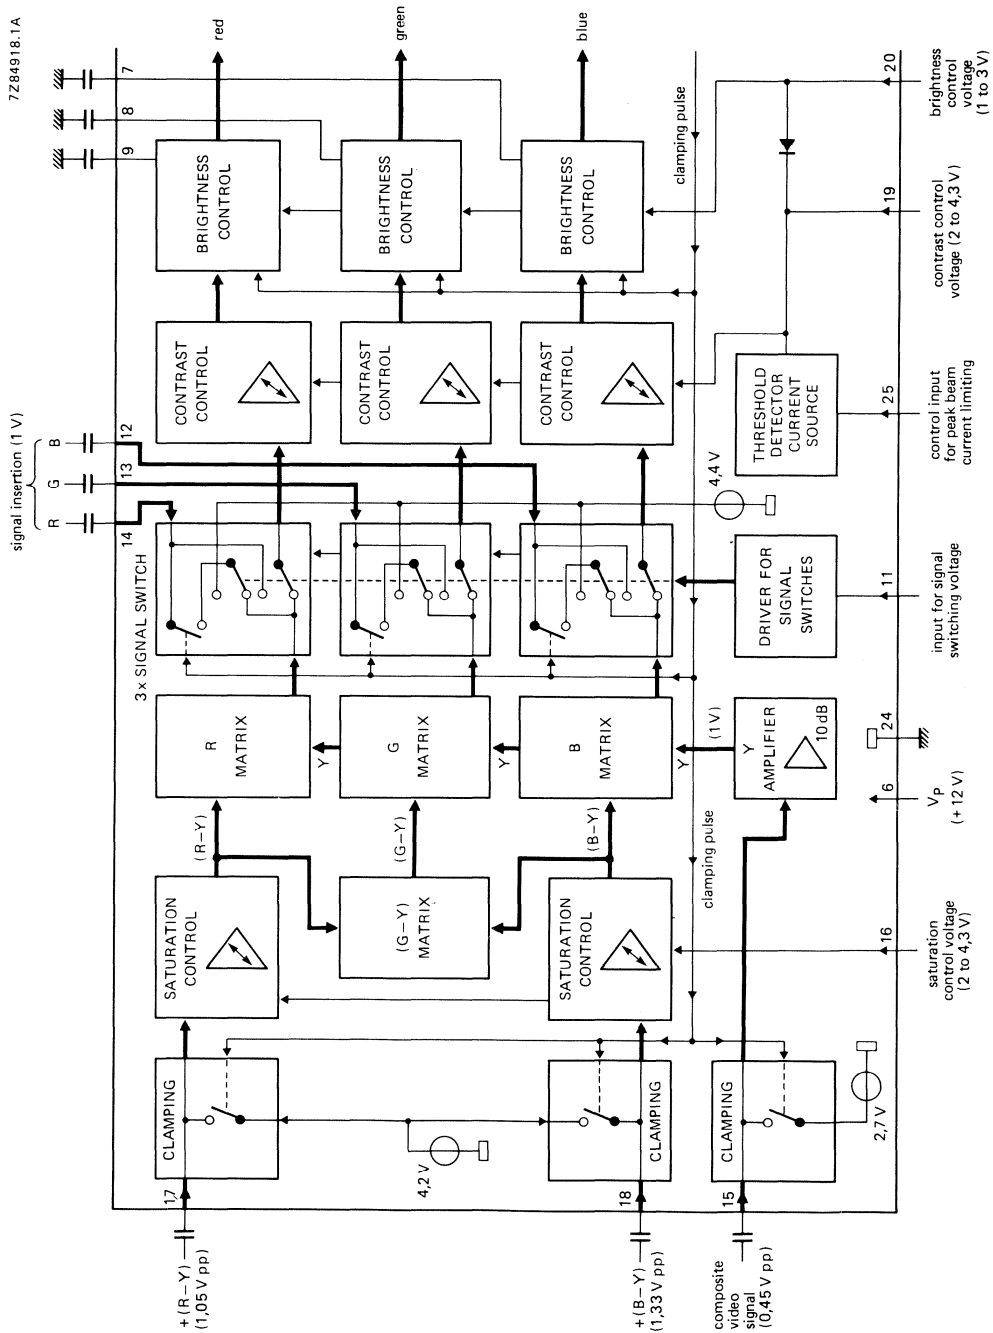 7Z84918.1A
red
green
blue
7
8
9
BRIGHTNESS
CONTROL
BRIGHTNESS
CONTROL
BRIGHTNESS
CONTROL
clamping pulse
20
brightness
control
voltage
(1 to 3 V)
19
contrast control
voltage (2 to 4,3 V)
CONTRAST
CONTROL
CONTRAST
CONTROL
CONTRAST
CONTROL
THRESHOLD
DETECTOR
CURRENT
SOURCE
25
control input
for peak beam
current limiting
signal insertion (1 V)
B
G
R
12
13
14
4,4 V
3 x SIGNAL SWITCH
DRIVER FOR
SIGNAL
SWITCHES
11
input for signal
switching voltage
R
MATRIX
Y
G
MATRIX
Y
B
MATRIX
Y
(1 V)
Y
AMPLIFIER
10 dB
24
6
VP
(+12 V)
(R–Y)
(G–Y)
(B–Y)
clamping pulse
SATURATION
CONTROL
(G–Y)
MATRIX
SATURATION
CONTROL
16
saturation
control voltage
(2 to 4,3 V)
CLAMPING
CLAMPING
CLAMPING
4,2 V
2,7 V
17
18
15
+(R–Y)
(1,05 V pp)
+(B–Y)
(1,33 V pp)
composite
video
signal
(0,45 V pp)